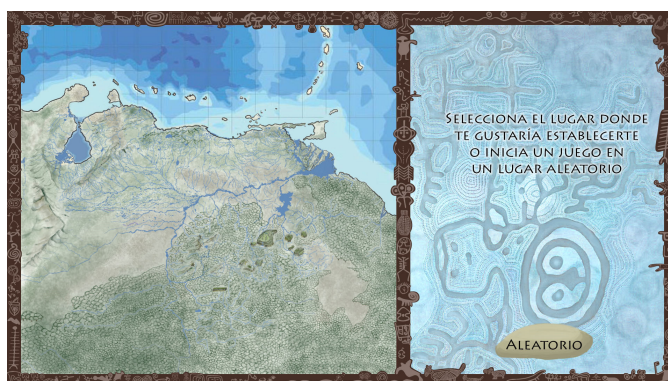 SELECCIONA EL LUGAR DONDE
TE GUSTARÍA ESTABLECERTE
O INICIA UN JUEGO EN
UN LUGAR ALEATORIO
ALEATORIO